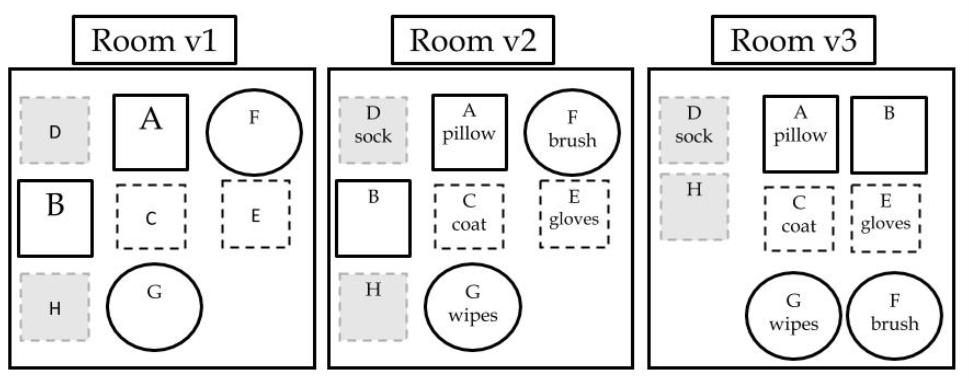 Room v1
D
A
F
B
C
E
H
G
Room v2
D
sock
A
pillow
F
brush
B
C
coat
E
gloves
H
G
wipes
Room v3
D
sock
A
pillow
B
H
C
coat
E
gloves
G
wipes
F
brush